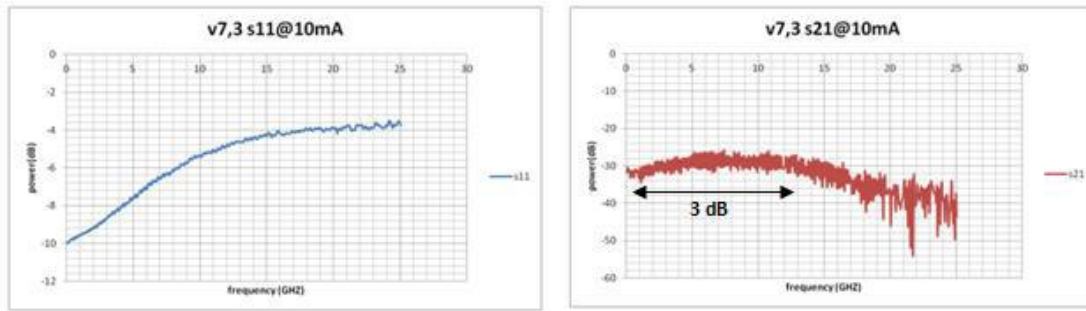 v7,3 s11@10mA
0
0 5 10 15 20 25 30
-2
-4
-6
-8
-10
-12
power(dB)
frequency (GHZ)
s11
v7,3 s21@10mA
0
0 5 10 15 20 25 30
-10
-20
-30
-40
-50
-60
power(dB)
3 dB
frequency (GHZ)
s21